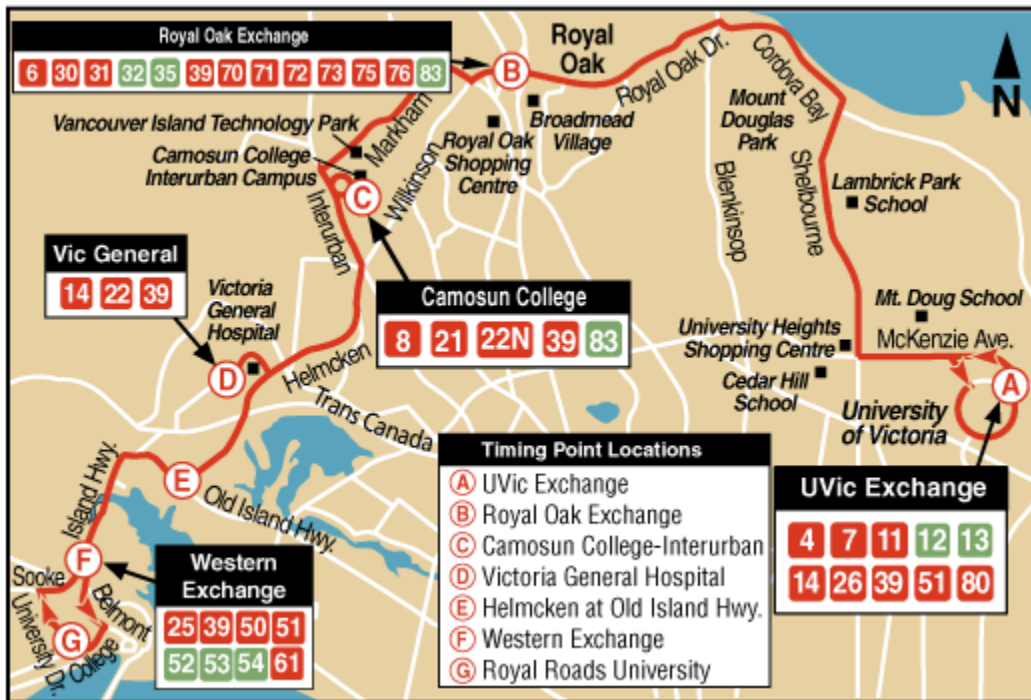 Royal Oak Exchange
6 30 31 32 35 39 70 71 72 73 75 76 83
B
Royal
Oak
Royal Oak Dr.
Cordova Bay
N
Vancouver Island Technology Park
Markham
Camosun College
Interurban Campus
C
Interurban
Wilkinson
Royal Oak
Shopping
Centre
Broadmead
Village
Mount
Douglas
Park
Blenkinsop
Shelbourne
Lambrick Park
School
Vic General
14 22 39
Victoria
General
Hospital
D
Helmcken
Camosun College
8 21 22N 39 83
Mt. Doug School
McKenzie Ave.
University Heights
Shopping Centre
Cedar Hill
School
University
of Victoria
A
Trans Canada
Island Hwy.
E
Old Island Hwy.
F
Sooke
Belmont
University Dr.
College
G
Western
Exchange
25 39 50 51
52 53 54 61
Timing Point Locations
A UVic Exchange
B Royal Oak Exchange
C Camosun College-Interurban
D Victoria General Hospital
E Helmcken at Old Island Hwy.
F Western Exchange
G Royal Roads University
UVic Exchange
4 7 11 12 13
14 26 39 51 80